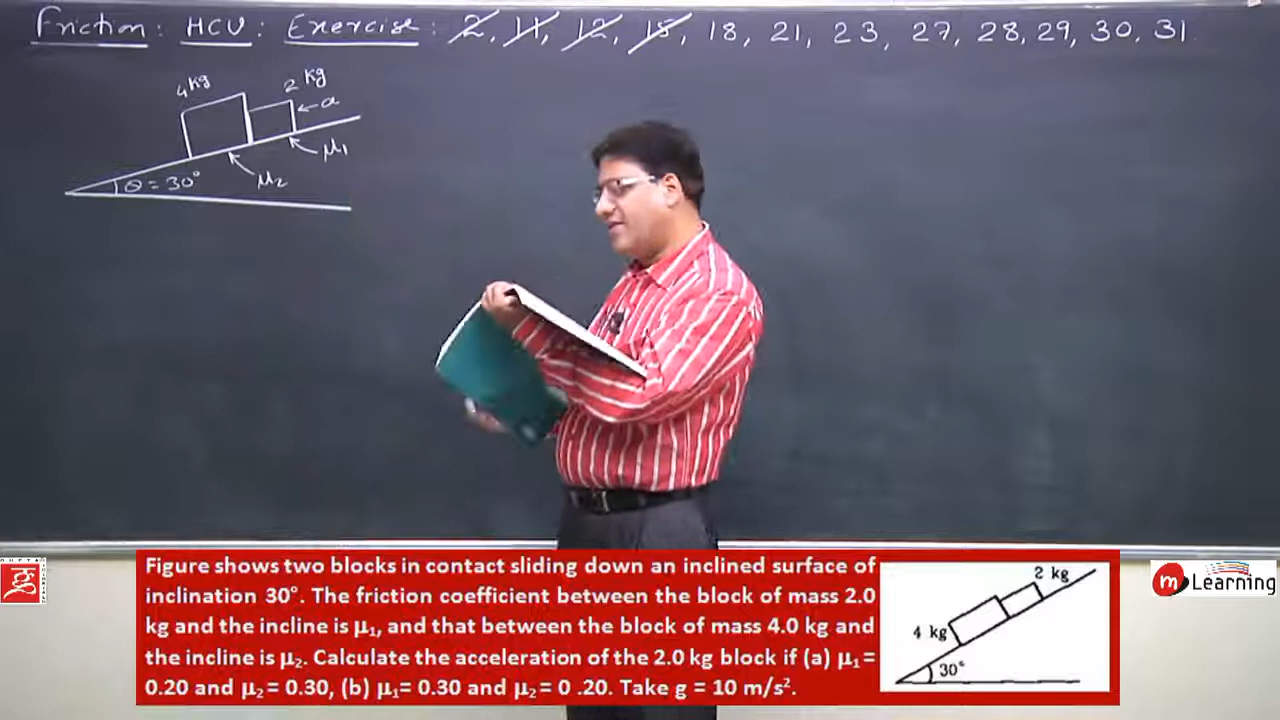 Friction: HCV: Exercise: 2, 11, 12, 15, 18, 21, 23, 27, 28, 29, 30, 31
4kg
2kg
a
μ1
μ2
θ = 30°
Figure shows two blocks in contact sliding down an inclined surface of
inclination 30°. The friction coefficient between the block of mass 2.0
kg and the incline is μ₁, and that between the block of mass 4.0 kg and
the incline is μ₂. Calculate the acceleration of the 2.0 kg block if (a) μ₁ =
0.20 and μ₂ = 0.30, (b) μ₁= 0.30 and μ₂ = 0 .20. Take g = 10 m/s².
2 kg
4 kg
30°
m Learning
ग